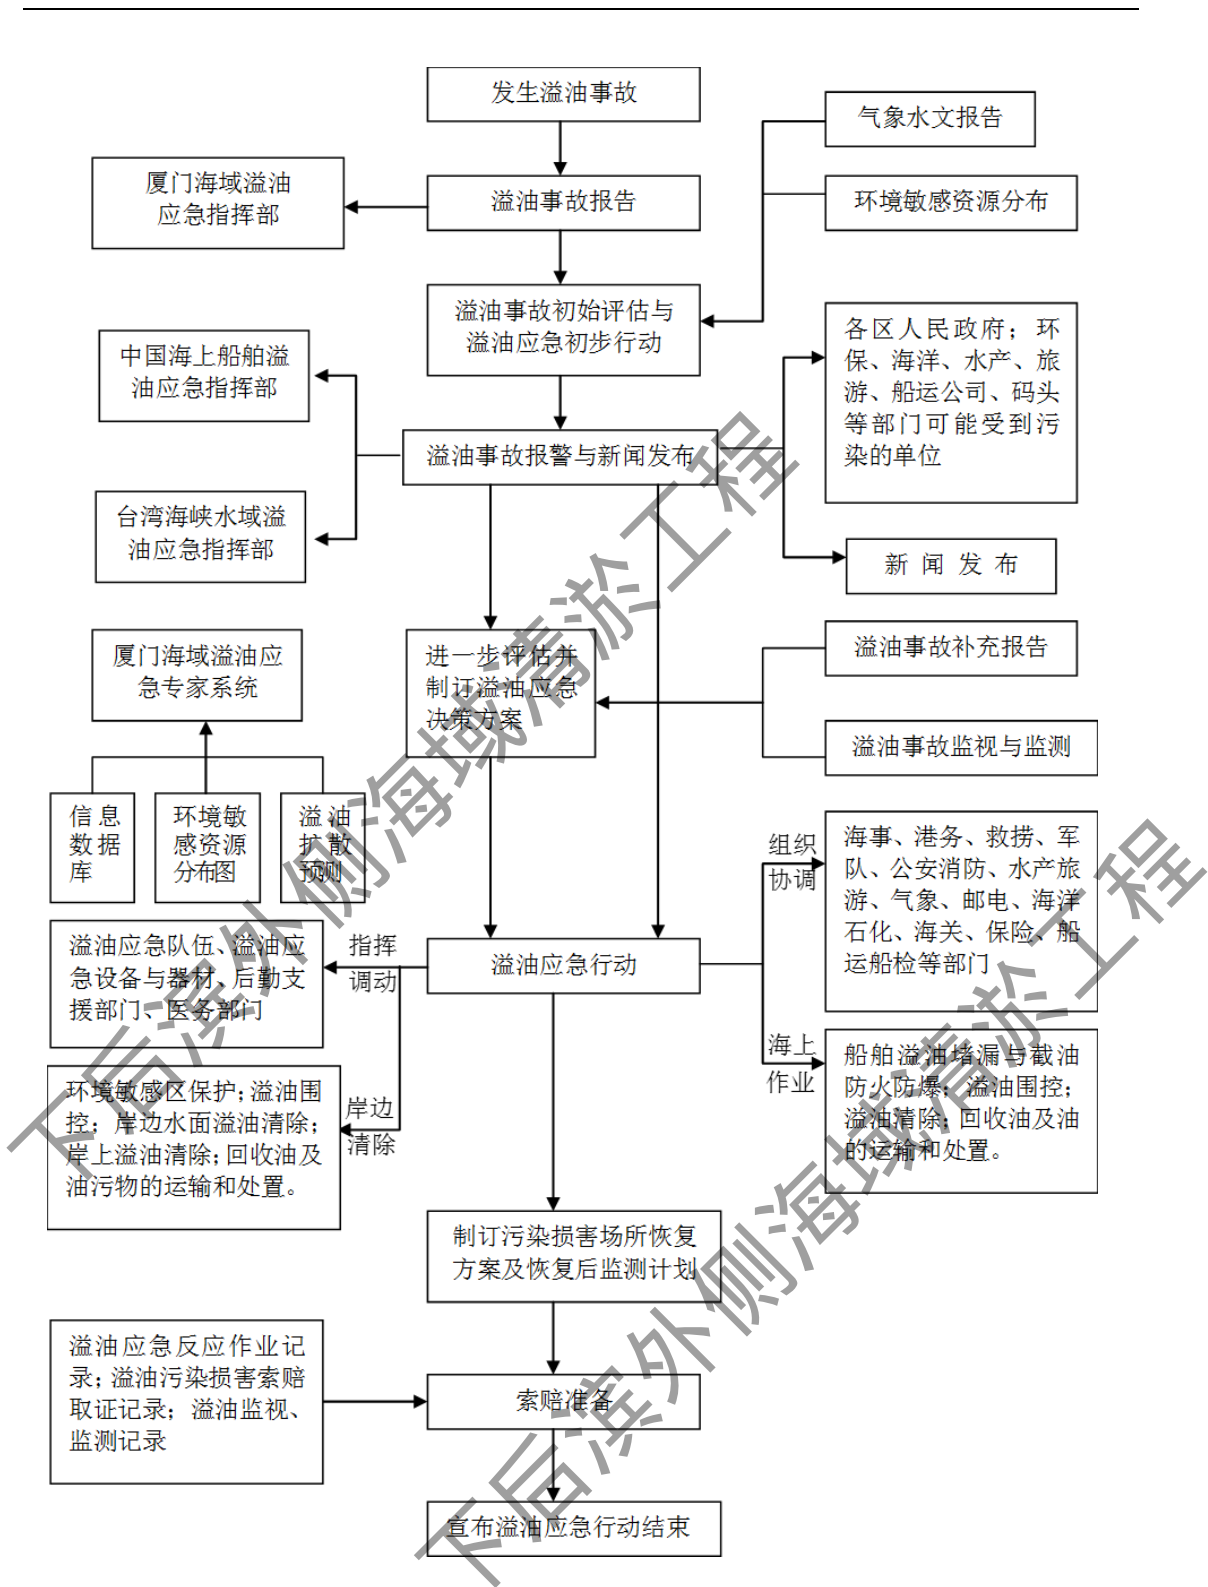 发生溢油事故
气象水文报告
厦门海域溢油
应急指挥部
溢油事故报告
环境敏感资源分布
溢油事故初始评估与
溢油应急初步行动
各区人民政府；环
保、海洋、水产、旅
游、船运公司、码头
等部门可能受到污
染的单位
中国海上船舶溢
油应急指挥部
溢油事故报警与新闻发布
台湾海峡水域溢
油应急指挥部
新 闻 发 布
厦门海域溢油应
急专家系统
进一步评估并
制订溢油应急
决策方案
溢油事故补充报告
溢油事故监视与监测
信息
数据
库
环境敏
感资源
分布图
溢油
扩散
预测
组织
协调
海事、港务、救捞、军
队、公安消防、水产旅
游、气象、邮电、海洋
石化、海关、保险、船
运船检等部门
溢油应急队伍、溢油应
急设备与器材、后勤支
援部门、医务部门
指挥
调动
溢油应急行动
海上
作业
船舶溢油堵漏与截油
防火防爆；溢油围控；
溢油清除；回收油及油
的运输和处置。
环境敏感区保护；溢油围
控；岸边水面溢油清除；
岸上溢油清除；回收油及
油污物的运输和处置。
岸边
清除
制订污染损害场所恢复
方案及恢复后监测计划
溢油应急反应作业记
录；溢油污染损害索赔
取证记录；溢油监视、
监测记录
索赔准备
宣布溢油应急行动结束
下后滨外侧海域清淤工程
下后滨外侧海域清淤工程